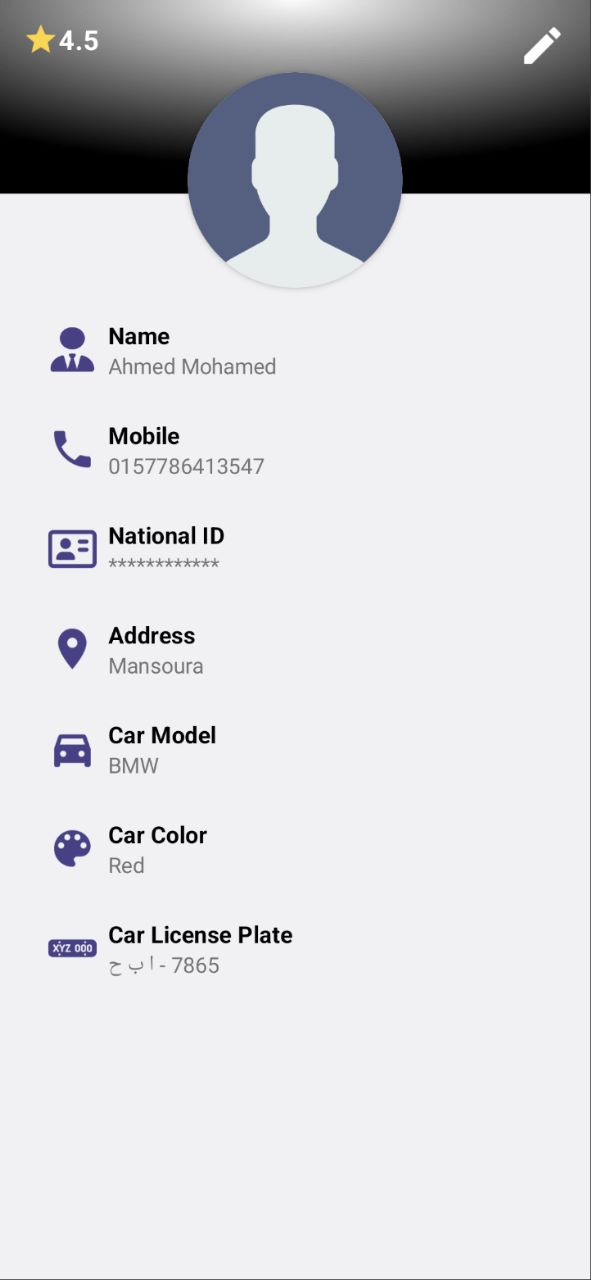 4.5
Name
Ahmed Mohamed
Mobile
0157786413547
National ID
************
Address
Mansoura
Car Model
BMW
Car Color
Red
XYZ 000
Car License Plate
ا ب ح - 7865